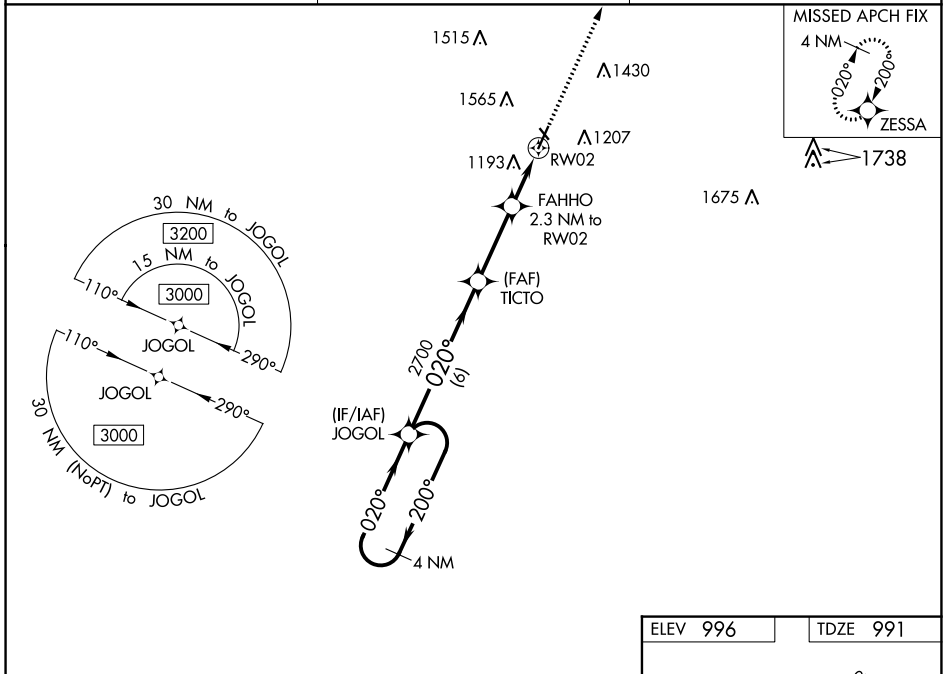 MISSED APCH FIX
4 NM
020°
200°
ZESSA
1515
1430
1565
1207
1193
RW02
1738
1675
FAHHO
2.3 NM to
RW02
(FAF)
TICTO
30 NM to JOGOL
3200
15 NM to JOGOL
3000
110°
JOGOL
290°
110°
JOGOL
290°
3000
30 NM (NoPT) to JOGOL
2700
020°
(6)
(IF/IAF)
JOGOL
020°
200°
4 NM
ELEV 996
TDZE 991